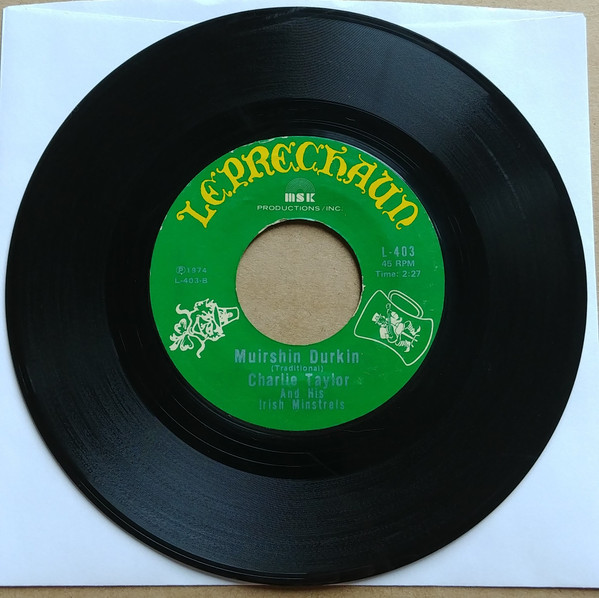 LEPRECHAUN
MSK
PRODUCTIONS/INC.
L-403
45 RPM
Time: 2:27
Ⓟ1974
L-403-B
Muirshin Durkin
(Traditional)
Charlie Taylor
And His
Irish Minstrels